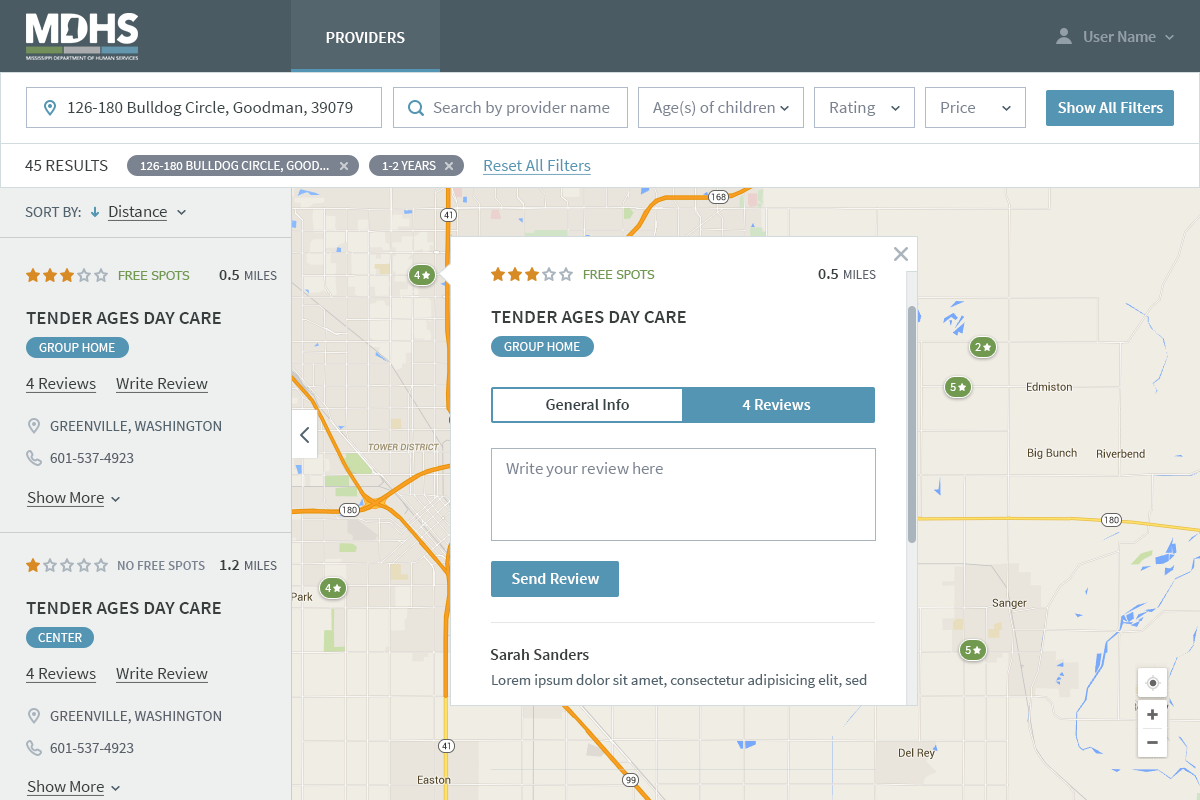 MDHS
MISSISSIPPI DEPARTMENT OF HUMAN SERVICES
PROVIDERS
User Name
126-180 Bulldog Circle, Goodman, 39079
Search by provider name
Age(s) of children
Rating
Price
Show All Filters
45 RESULTS
126-180 BULLDOG CIRCLE, GOOD...
1-2 YEARS
Reset All Filters
SORT BY: Distance
FREE SPOTS
0.5 MILES
TENDER AGES DAY CARE
GROUP HOME
4 Reviews
Write Review
GREENVILLE, WASHINGTON
601-537-4923
Show More
NO FREE SPOTS
1.2 MILES
TENDER AGES DAY CARE
CENTER
4 Reviews
Write Review
GREENVILLE, WASHINGTON
601-537-4923
Show More
168
41
4
FREE SPOTS
0.5 MILES
TENDER AGES DAY CARE
GROUP HOME
General Info
4 Reviews
Write your review here
Send Review
Sarah Sanders
Lorem ipsum dolor sit amet, consectetur adipisicing elit, sed
2
5
Edmiston
TOWER DISTRICT
Big Bunch
Riverbend
180
180
4
Park
Sanger
5
41
Del Rey
Easton
99